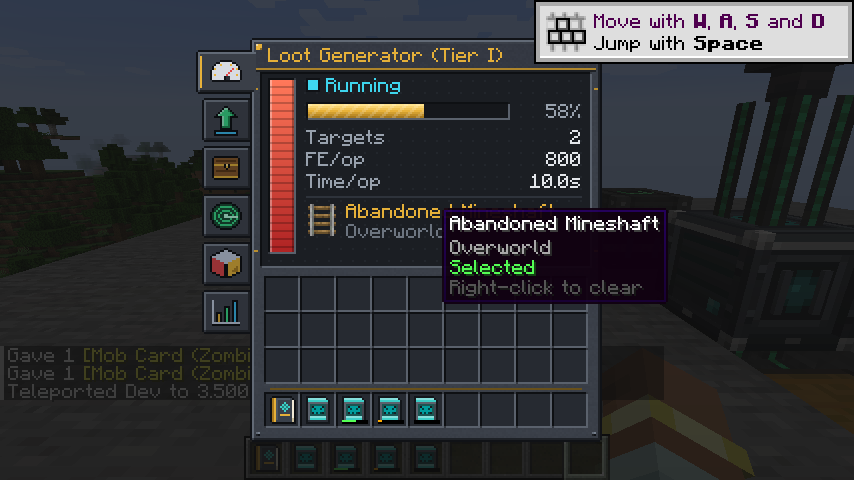 Move with W, A, S and D
Jump with Space
Loot Generator (Tier I)
Running
58%
Targets 2
FE/op 800
Time/op 10.0s
Abandone
Overworld
Abandoned Mineshaft
Overworld
Selected
Right-click to clear
Gave 1 [Mob Card (Zombi
Gave 1 [Mob Card (Zombi
Teleported Dev to 3.500